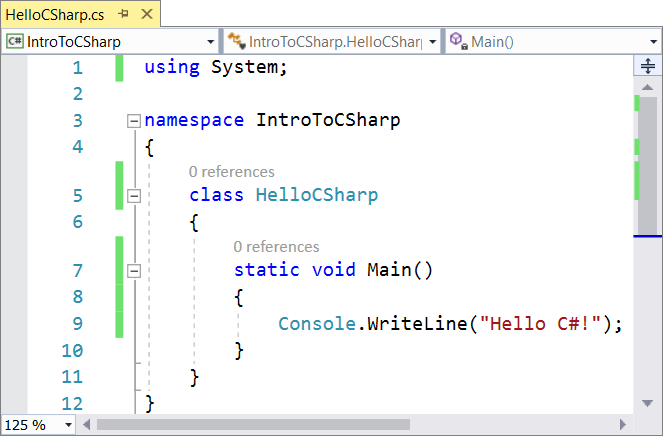 HelloCSharp.cs
C# IntroToCSharp IntroToCSharp.HelloCSharp Main()
1 using System;
2
3 namespace IntroToCSharp
4 {
0 references
5 class HelloCSharp
6 {
0 references
7 static void Main()
8 {
9 Console.WriteLine("Hello C#!");
10 }
11 }
12 }
125 %